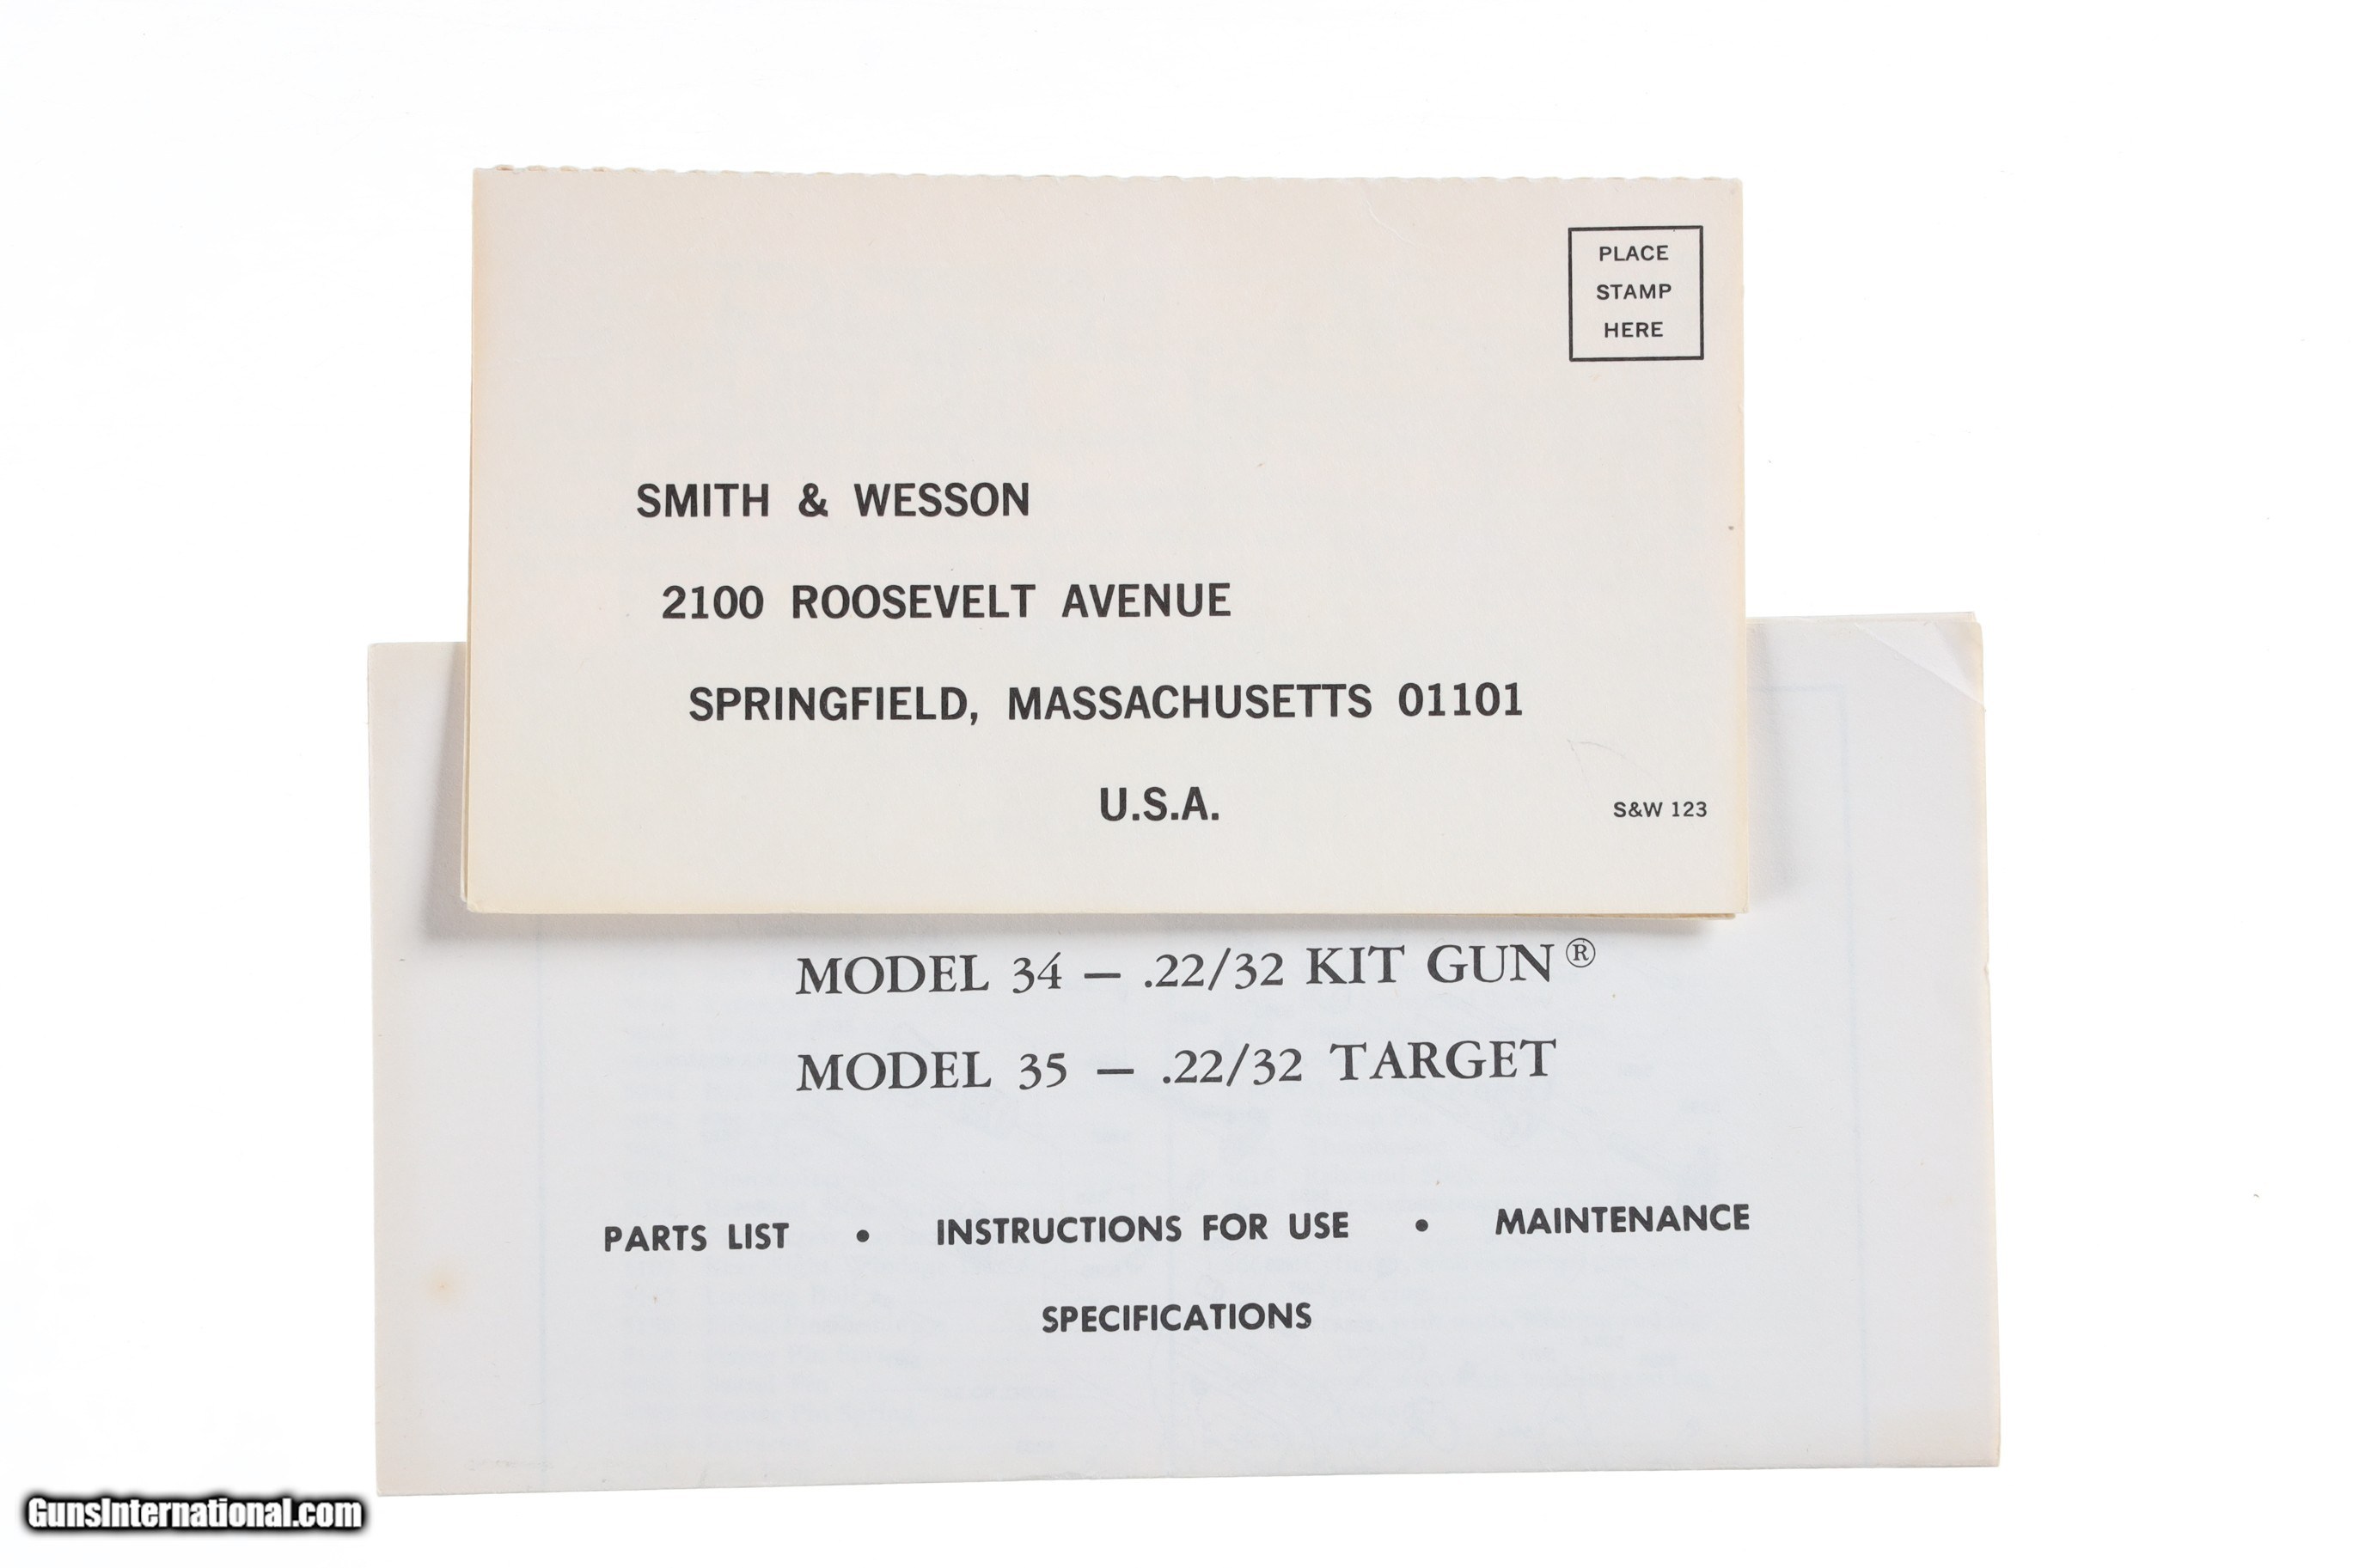 PLACE
STAMP
HERE
SMITH & WESSON
2100 ROOSEVELT AVENUE
SPRINGFIELD, MASSACHUSETTS 01101
U.S.A.
S&W 123
MODEL 34 — .22/32 KIT GUN®
MODEL 35 — .22/32 TARGET
PARTS LIST • INSTRUCTIONS FOR USE • MAINTENANCE
SPECIFICATIONS
GunsInternational.com